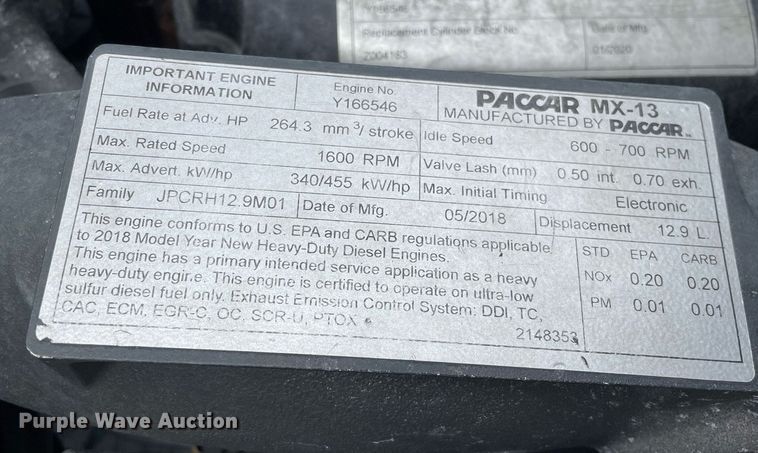 Replacement Cylinder Block No.
Date of Mfg.
2004183
01/2020
IMPORTANT ENGINE
INFORMATION
Engine No.
Y166546
PACCAR MX-13
MANUFACTURED BY PACCAR
Fuel Rate at Adv. HP 264.3 mm³/ stroke
Idle Speed 600 - 700 RPM
Max. Rated Speed 1600 RPM
Valve Lash (mm) 0.50 int. 0.70 exh.
Max. Advert. kW/hp 340/455 kW/hp
Max. Initial Timing Electronic
Family JPCRH12.9M01
Date of Mfg. 05/2018
Displacement 12.9 L
This engine conforms to U.S. EPA and CARB regulations applicable
to 2018 Model Year New Heavy-Duty Diesel Engines.
This engine has a primary intended service application as a heavy
heavy-duty engine. This engine is certified to operate on ultra-low
sulfur diesel fuel only. Exhaust Emission Control System: DDI, TC,
CAC, ECM, EGR-C, OC, SCR-U, PTOX
2148353
STD EPA CARB
NOx 0.20 0.20
PM 0.01 0.01
Purple Wave Auction